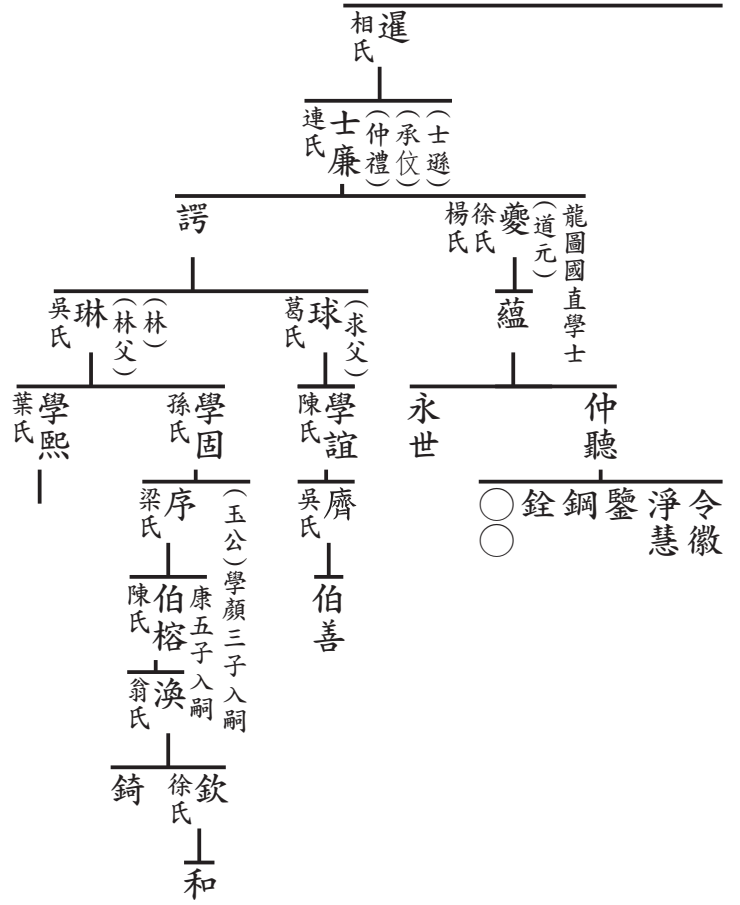 暹
相氏
(士遜)
(承伩)
(仲禮)
士廉
連氏
龍圖國直學士
(道元)
夔
徐氏
楊氏
諤
蘊
(求父)
球
葛氏
(林)
(林父)
琳
吳氏
仲聽
永世
學誼
陳氏
學固
孫氏
學熙
葉氏
令徽
淨慧
鑒
鋼
銓
〇〇
齊
吳氏
(玉公)學顏三子入嗣
序
梁氏
伯善
康五子入嗣
伯榕
陳氏
渙
翁氏
欽
徐氏
錡
和